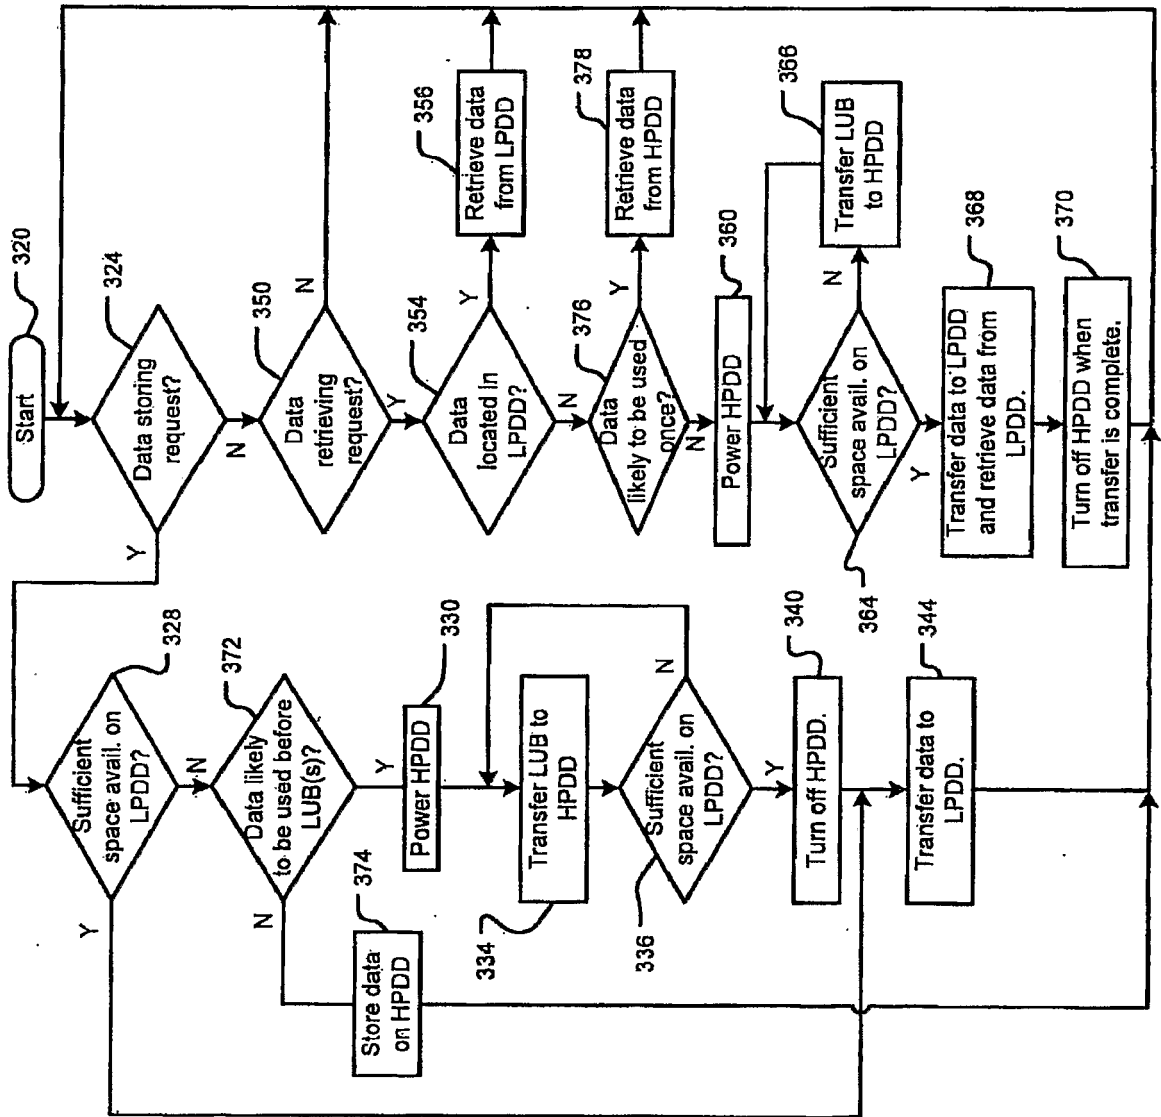 Start
320
Data storing
request?
324
Y
N
Data
retrieving
request?
350
N
Y
Data
located in
LPDD?
354
Y
N
Retrieve data
from LPDD
356
Data
likely to be used
once?
376
Y
N
Retrieve data
from HPDD
378
Power HPDD
360
Sufficient
space avail. on
LPDD?
364
N
Y
Transfer LUB
to HPDD
366
Transfer data to LPDD
and retrieve data from
LPDD.
368
Turn off HPDD when
transfer is complete.
370
Sufficient
space avail. on
LPDD?
328
Y
N
Data likely
to be used before
LUB(s)?
372
N
Y
Store data
on HPDD
374
Power HPDD
330
Transfer LUB to
HPDD
334
Sufficient
space avail. on
LPDD?
336
N
Y
Turn off HPDD.
340
Transfer data to
LPDD.
344